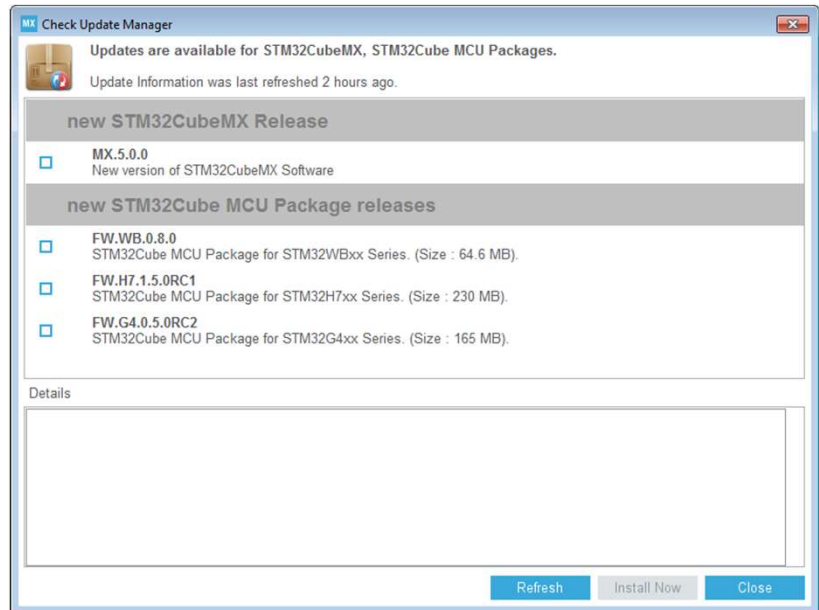 MX Check Update Manager
Updates are available for STM32CubeMX, STM32Cube MCU Packages.
Update Information was last refreshed 2 hours ago.
new STM32CubeMX Release
MX.5.0.0
New version of STM32CubeMX Software
new STM32Cube MCU Package releases
FW.WB.0.8.0
STM32Cube MCU Package for STM32WBxx Series. (Size : 64.6 MB).
FW.H7.1.5.0RC1
STM32Cube MCU Package for STM32H7xx Series. (Size : 230 MB).
FW.G4.0.5.0RC2
STM32Cube MCU Package for STM32G4xx Series. (Size : 165 MB).
Details
Refresh Install Now Close